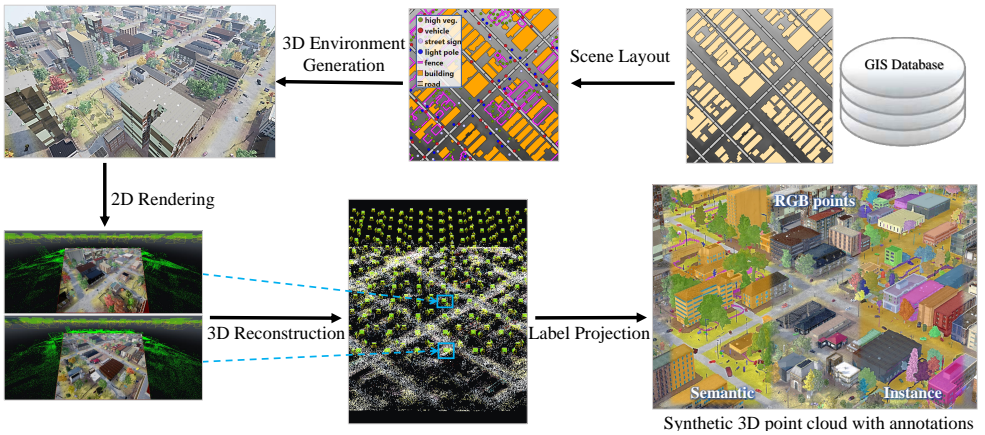 3D Environment
Generation
high veg.
vehicle
street sign
light pole
fence
building
road
Scene Layout
GIS Database
2D Rendering
3D Reconstruction
Label Projection
RGB points
Semantic
Instance
Synthetic 3D point cloud with annotations